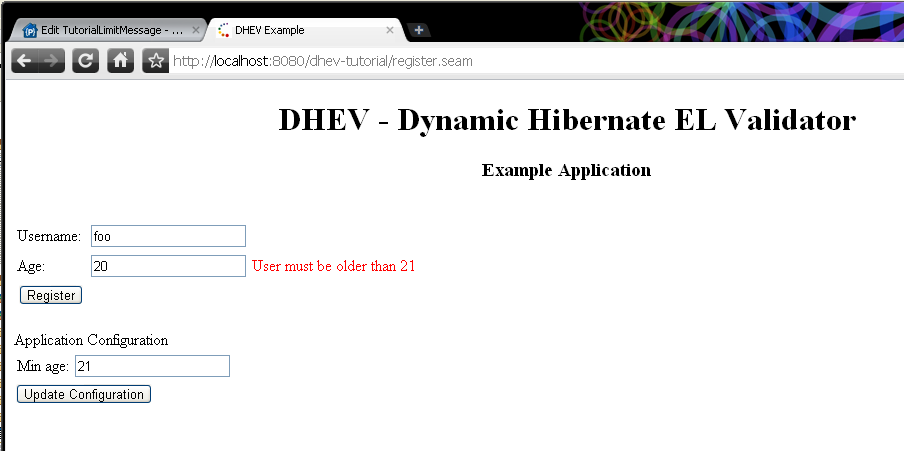 Edit TutorialLimitMessage - ...
DHEV Example
http://localhost:8080/dhev-tutorial/register.seam
DHEV - Dynamic Hibernate EL Validator
Example Application
Username: foo
Age: 20 User must be older than 21
Register
Application Configuration
Min age: 21
Update Configuration